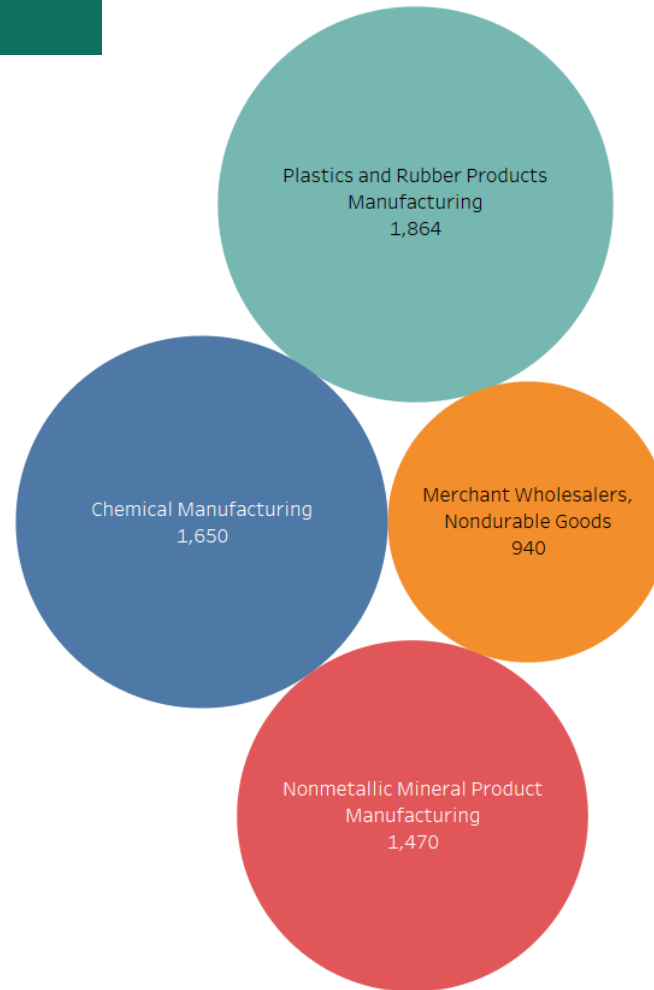 Plastics and Rubber Products
Manufacturing
1,864
Chemical Manufacturing
1,650
Merchant Wholesalers,
Nondurable Goods
940
Nonmetallic Mineral Product
Manufacturing
1,470